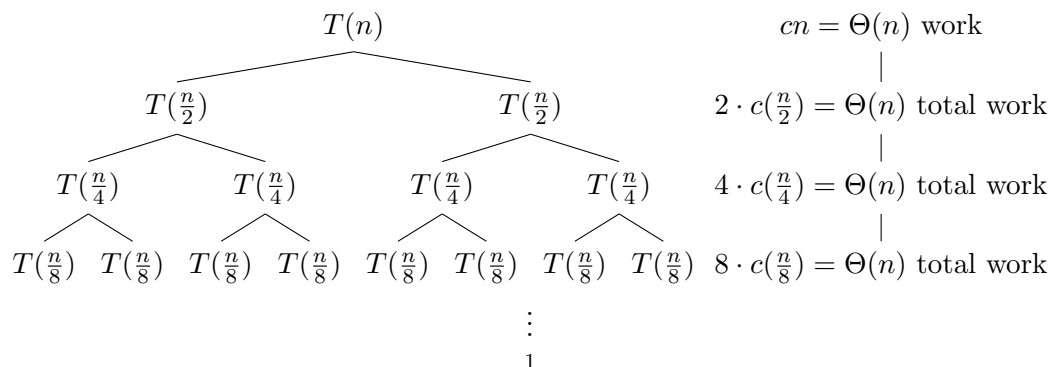 T(n) cn = Θ(n) work
T(n/2) T(n/2) 2 · c(n/2) = Θ(n) total work
T(n/4) T(n/4) T(n/4) T(n/4) 4 · c(n/4) = Θ(n) total work
T(n/8) T(n/8) T(n/8) T(n/8) T(n/8) T(n/8) T(n/8) T(n/8) 8 · c(n/8) = Θ(n) total work
⋮
1